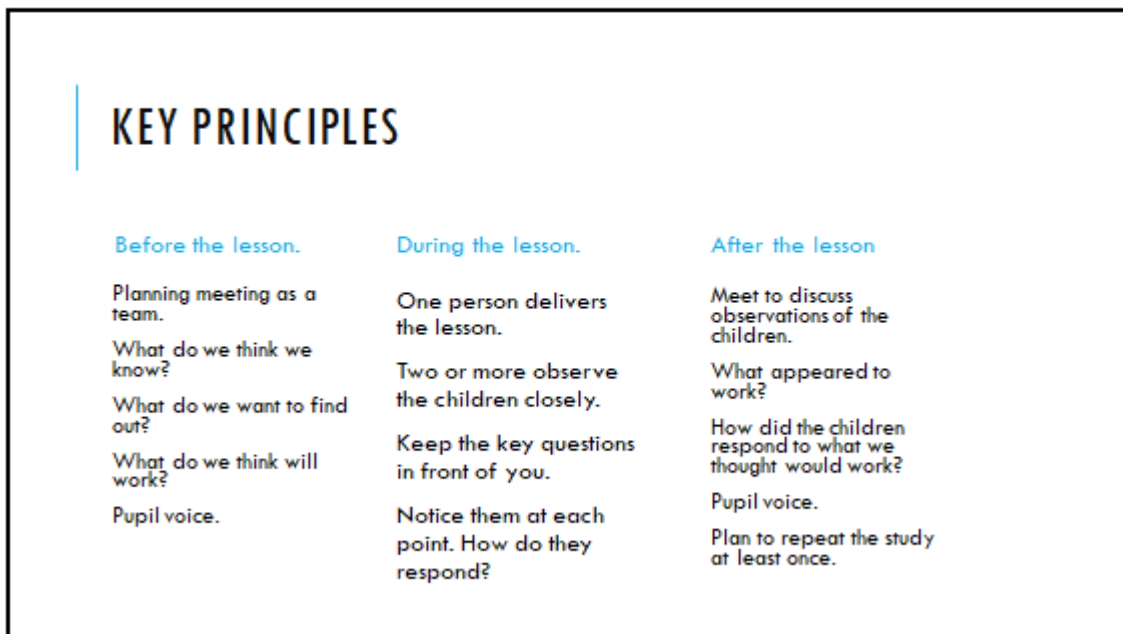 KEY PRINCIPLES
Before the lesson.
Planning meeting as a
team.
What do we think we
know?
What do we want to find
out?
What do we think will
work?
Pupil voice.
During the lesson.
One person delivers
the lesson.
Two or more observe
the children closely.
Keep the key questions
in front of you.
Notice them at each
point. How do they
respond?
After the lesson
Meet to discuss
observations of the
children.
What appeared to
work?
How did the children
respond to what we
thought would work?
Pupil voice.
Plan to repeat the study
at least once.